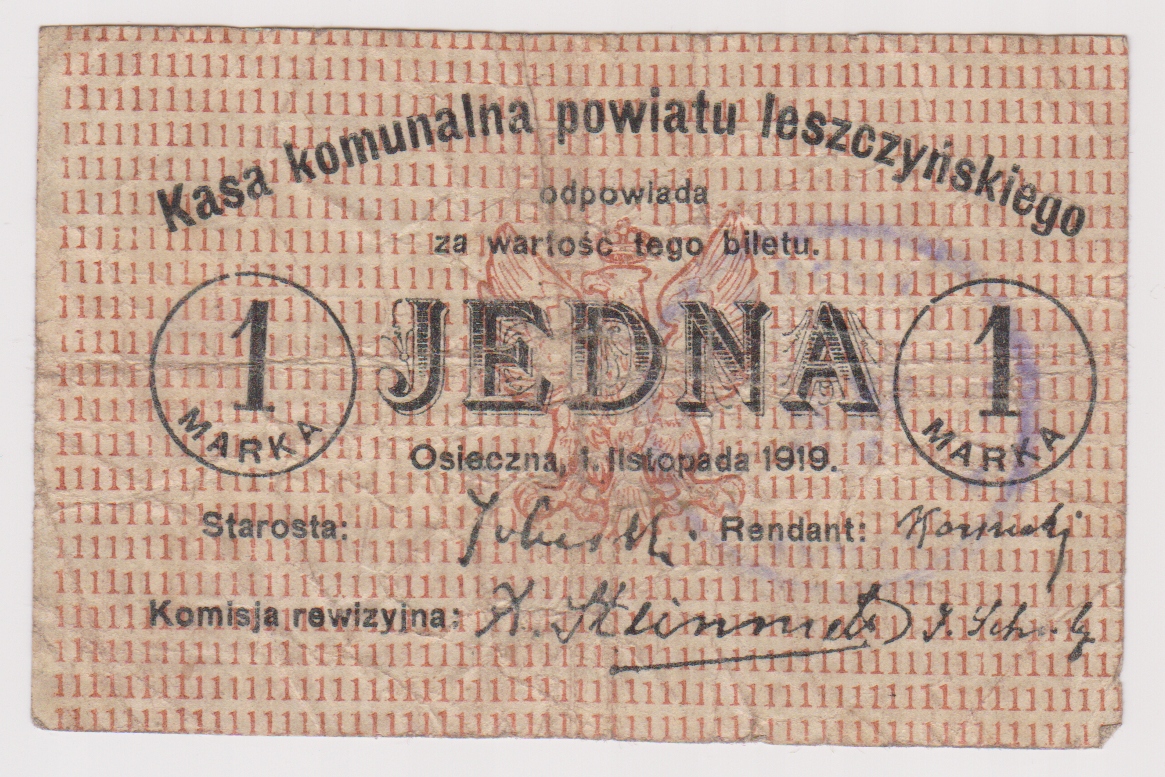 Kasa komunalna powiatu leszczyńskiego
odpowiada
za wartość tego biletu.
1 MARKA
JEDNA
1 MARKA
Osieczna, 1. listopada 1919.
Starosta:
Rendant:
Komisja rewizyjna: